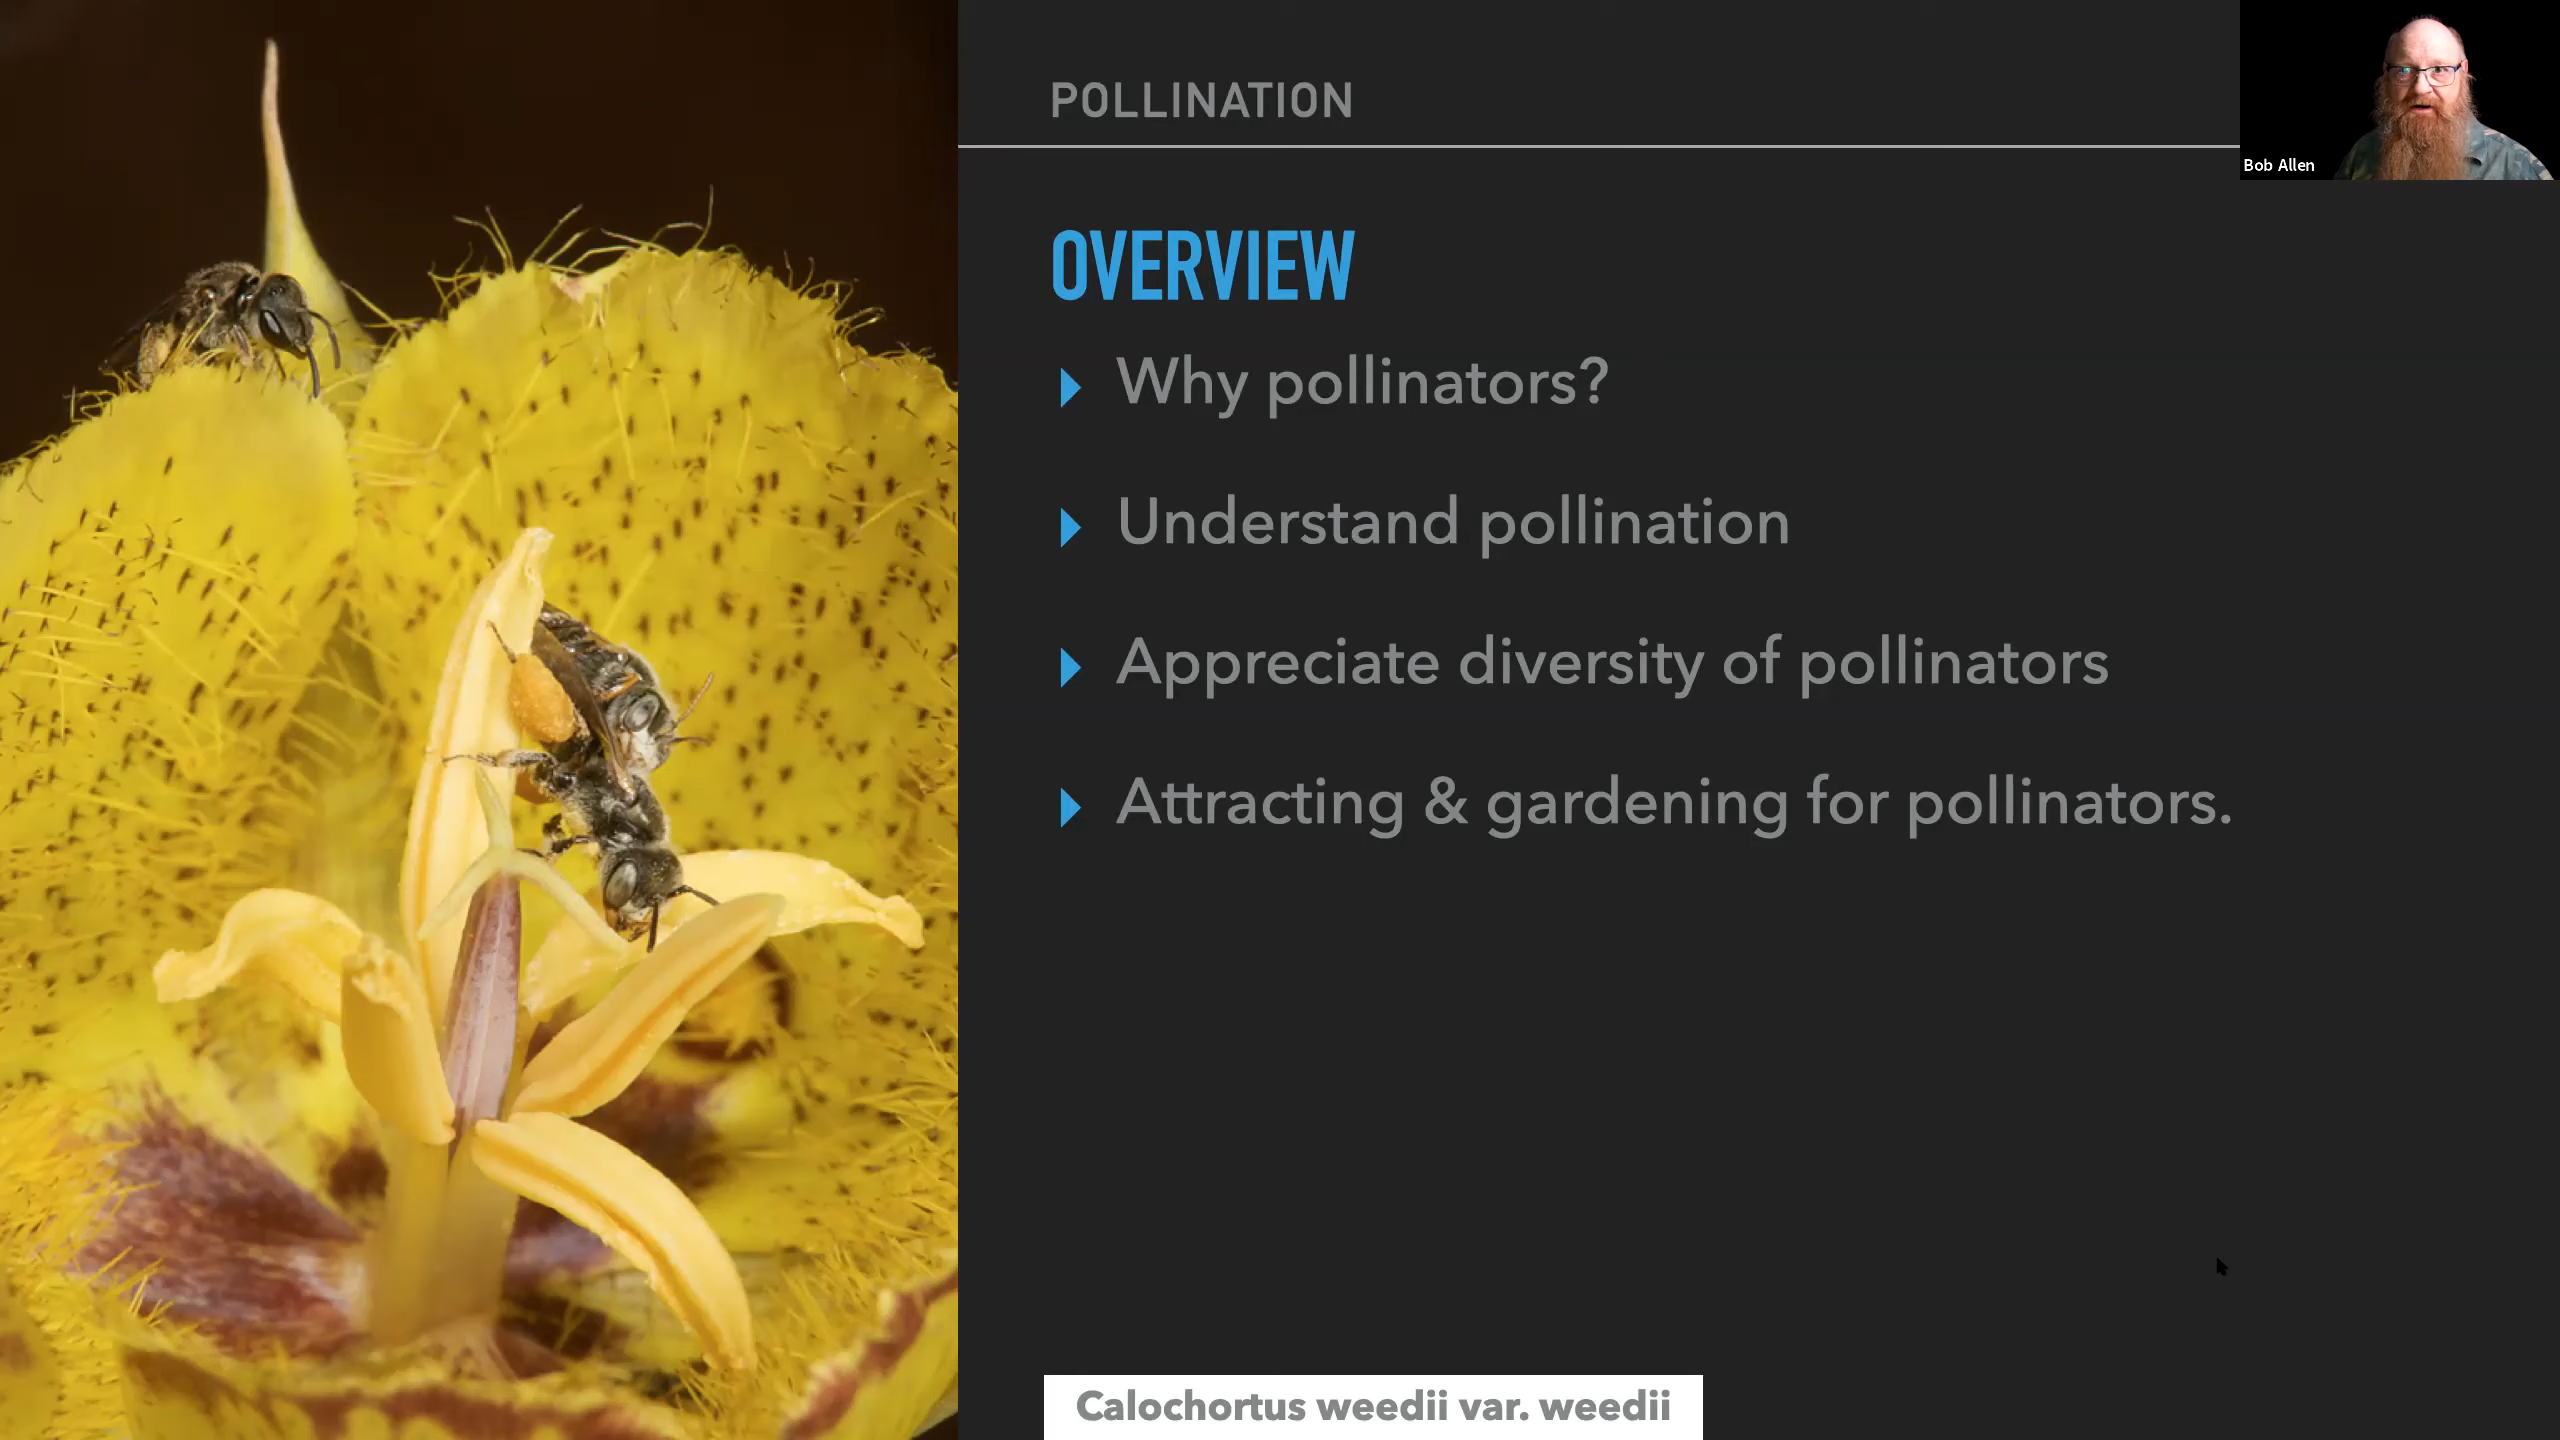 POLLINATION
Bob Allen
OVERVIEW
Why pollinators?
Understand pollination
Appreciate diversity of pollinators
Attracting & gardening for pollinators.
Calochortus weedii var. weedii